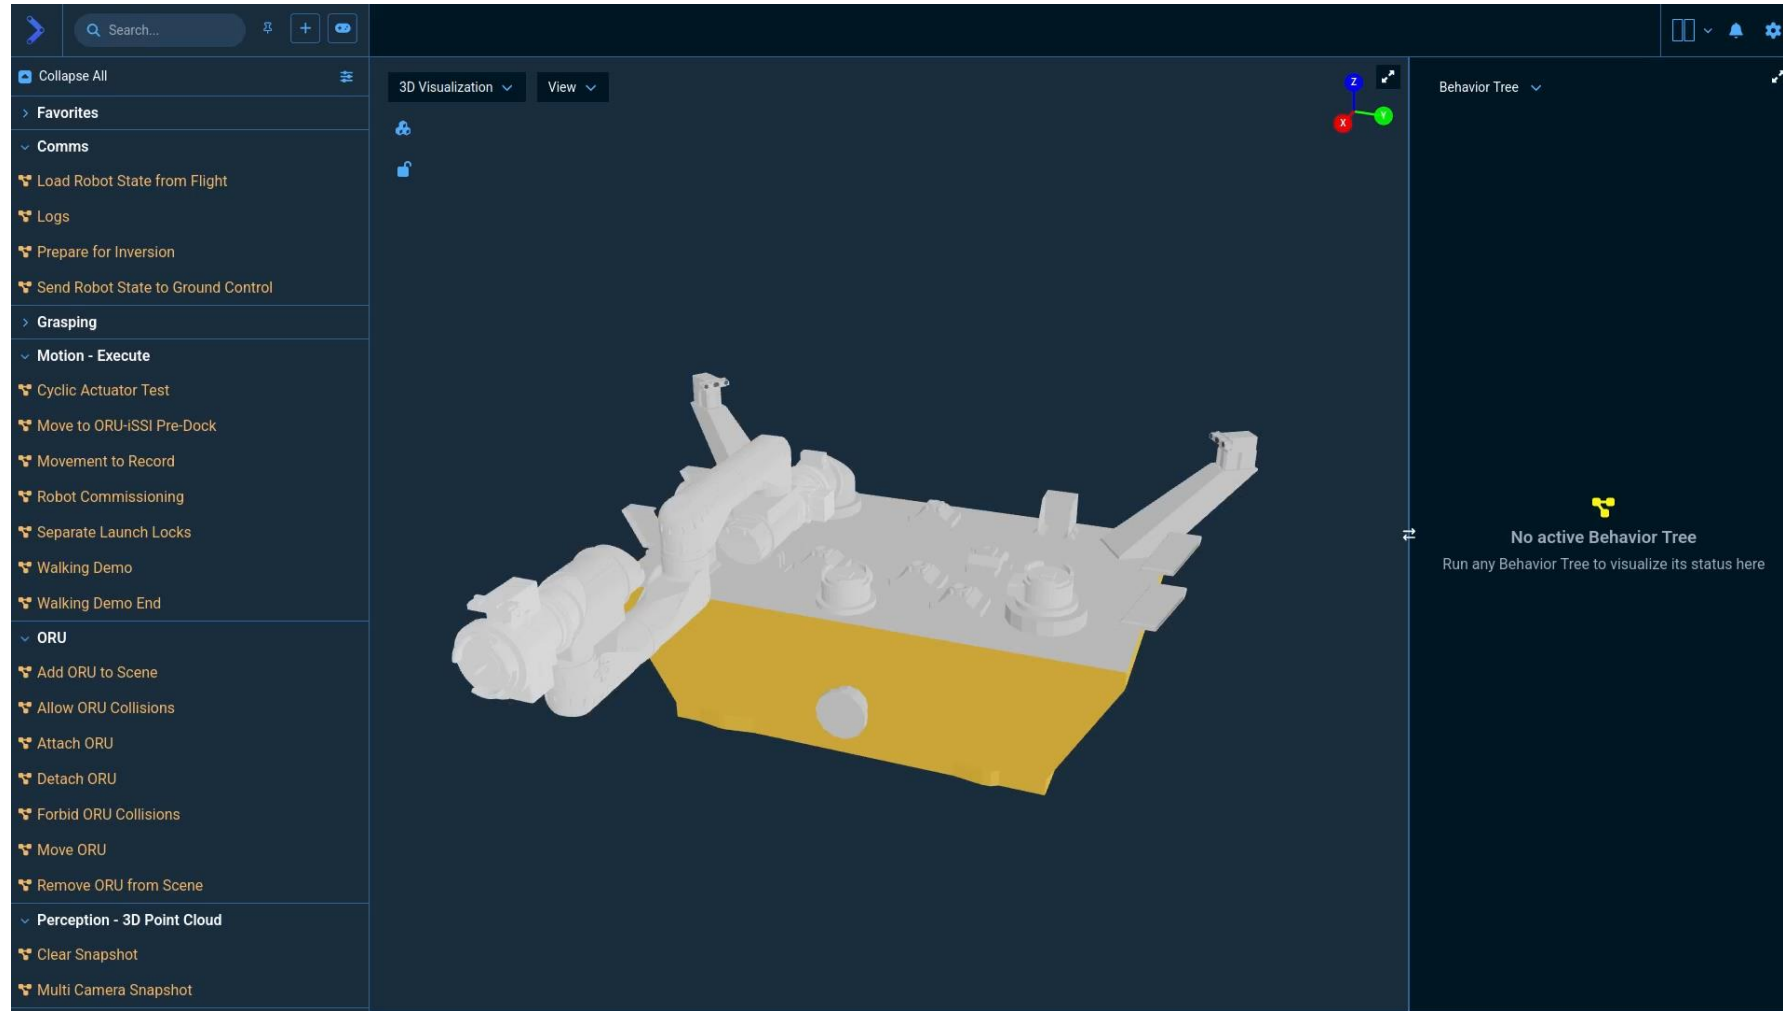 Search...
Collapse All
Favorites
Comms
Load Robot State from Flight
Logs
Prepare for Inversion
Send Robot State to Ground Control
Grasping
Motion - Execute
Cyclic Actuator Test
Move to ORU-iSSI Pre-Dock
Movement to Record
Robot Commissioning
Separate Launch Locks
Walking Demo
Walking Demo End
ORU
Add ORU to Scene
Allow ORU Collisions
Attach ORU
Detach ORU
Forbid ORU Collisions
Move ORU
Remove ORU from Scene
Perception - 3D Point Cloud
Clear Snapshot
Multi Camera Snapshot
3D Visualization
View
Z
X
Y
Behavior Tree
No active Behavior Tree
Run any Behavior Tree to visualize its status here